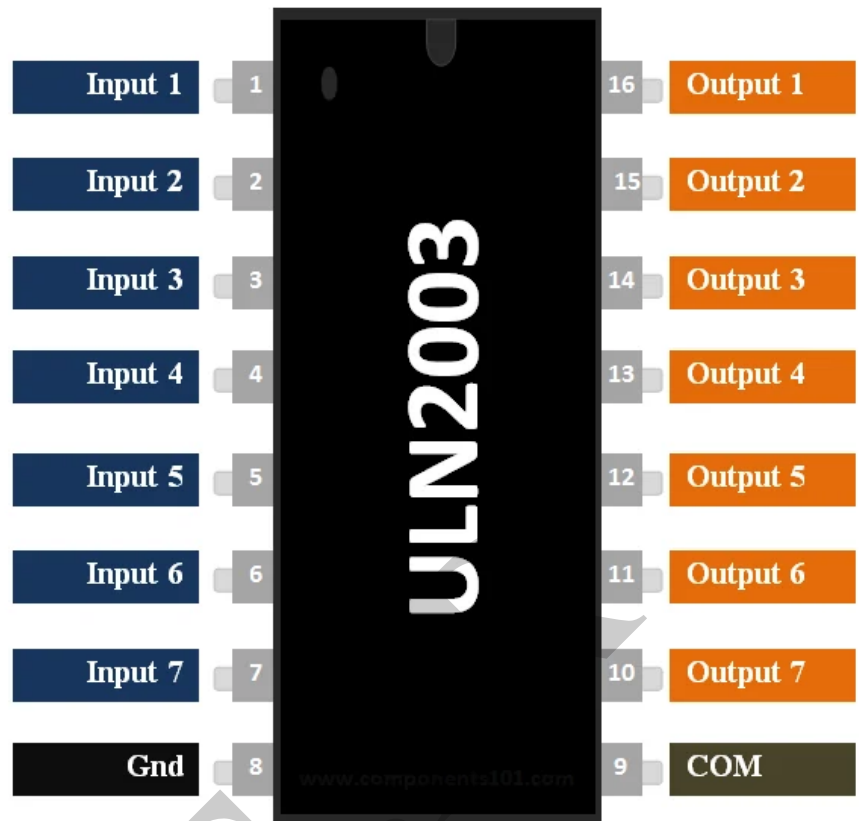 Input 1 1 16 Output 1
Input 2 2 15 Output 2
Input 3 3 14 Output 3
Input 4 4 13 Output 4
Input 5 5 12 Output 5
Input 6 6 11 Output 6
Input 7 7 10 Output 7
Gnd 8 9 COM
ULN2003
www.components101.com